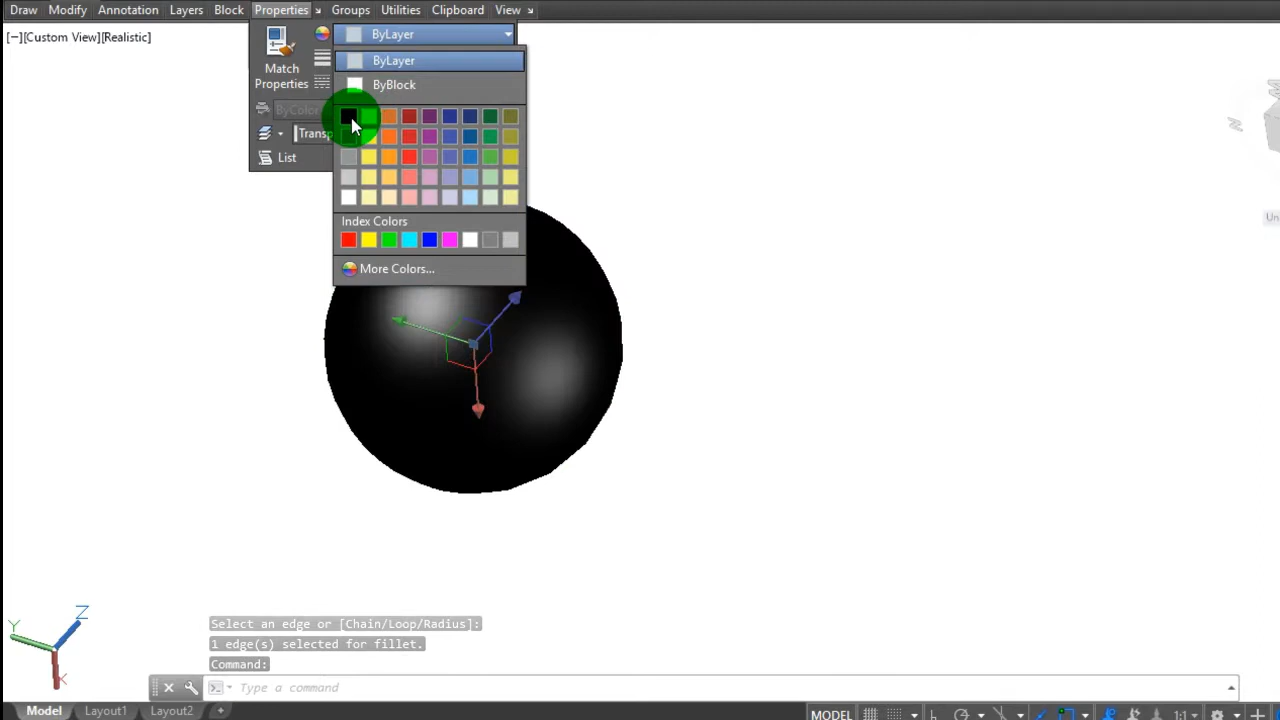 Draw Modify Annotation Layers Block Properties Groups Utilities Clipboard View
[−][Custom View][Realistic]
ByLayer
Match
Properties
ByLayer
ByBlock
ByColor
Transp
List
Index Colors
More Colors...
Select an edge or [Chain/Loop/Radius]:
1 edge(s) selected for fillet.
Command:
Type a command
Z
Y
X
Model Layout1 Layout2 +
MODEL 1:1